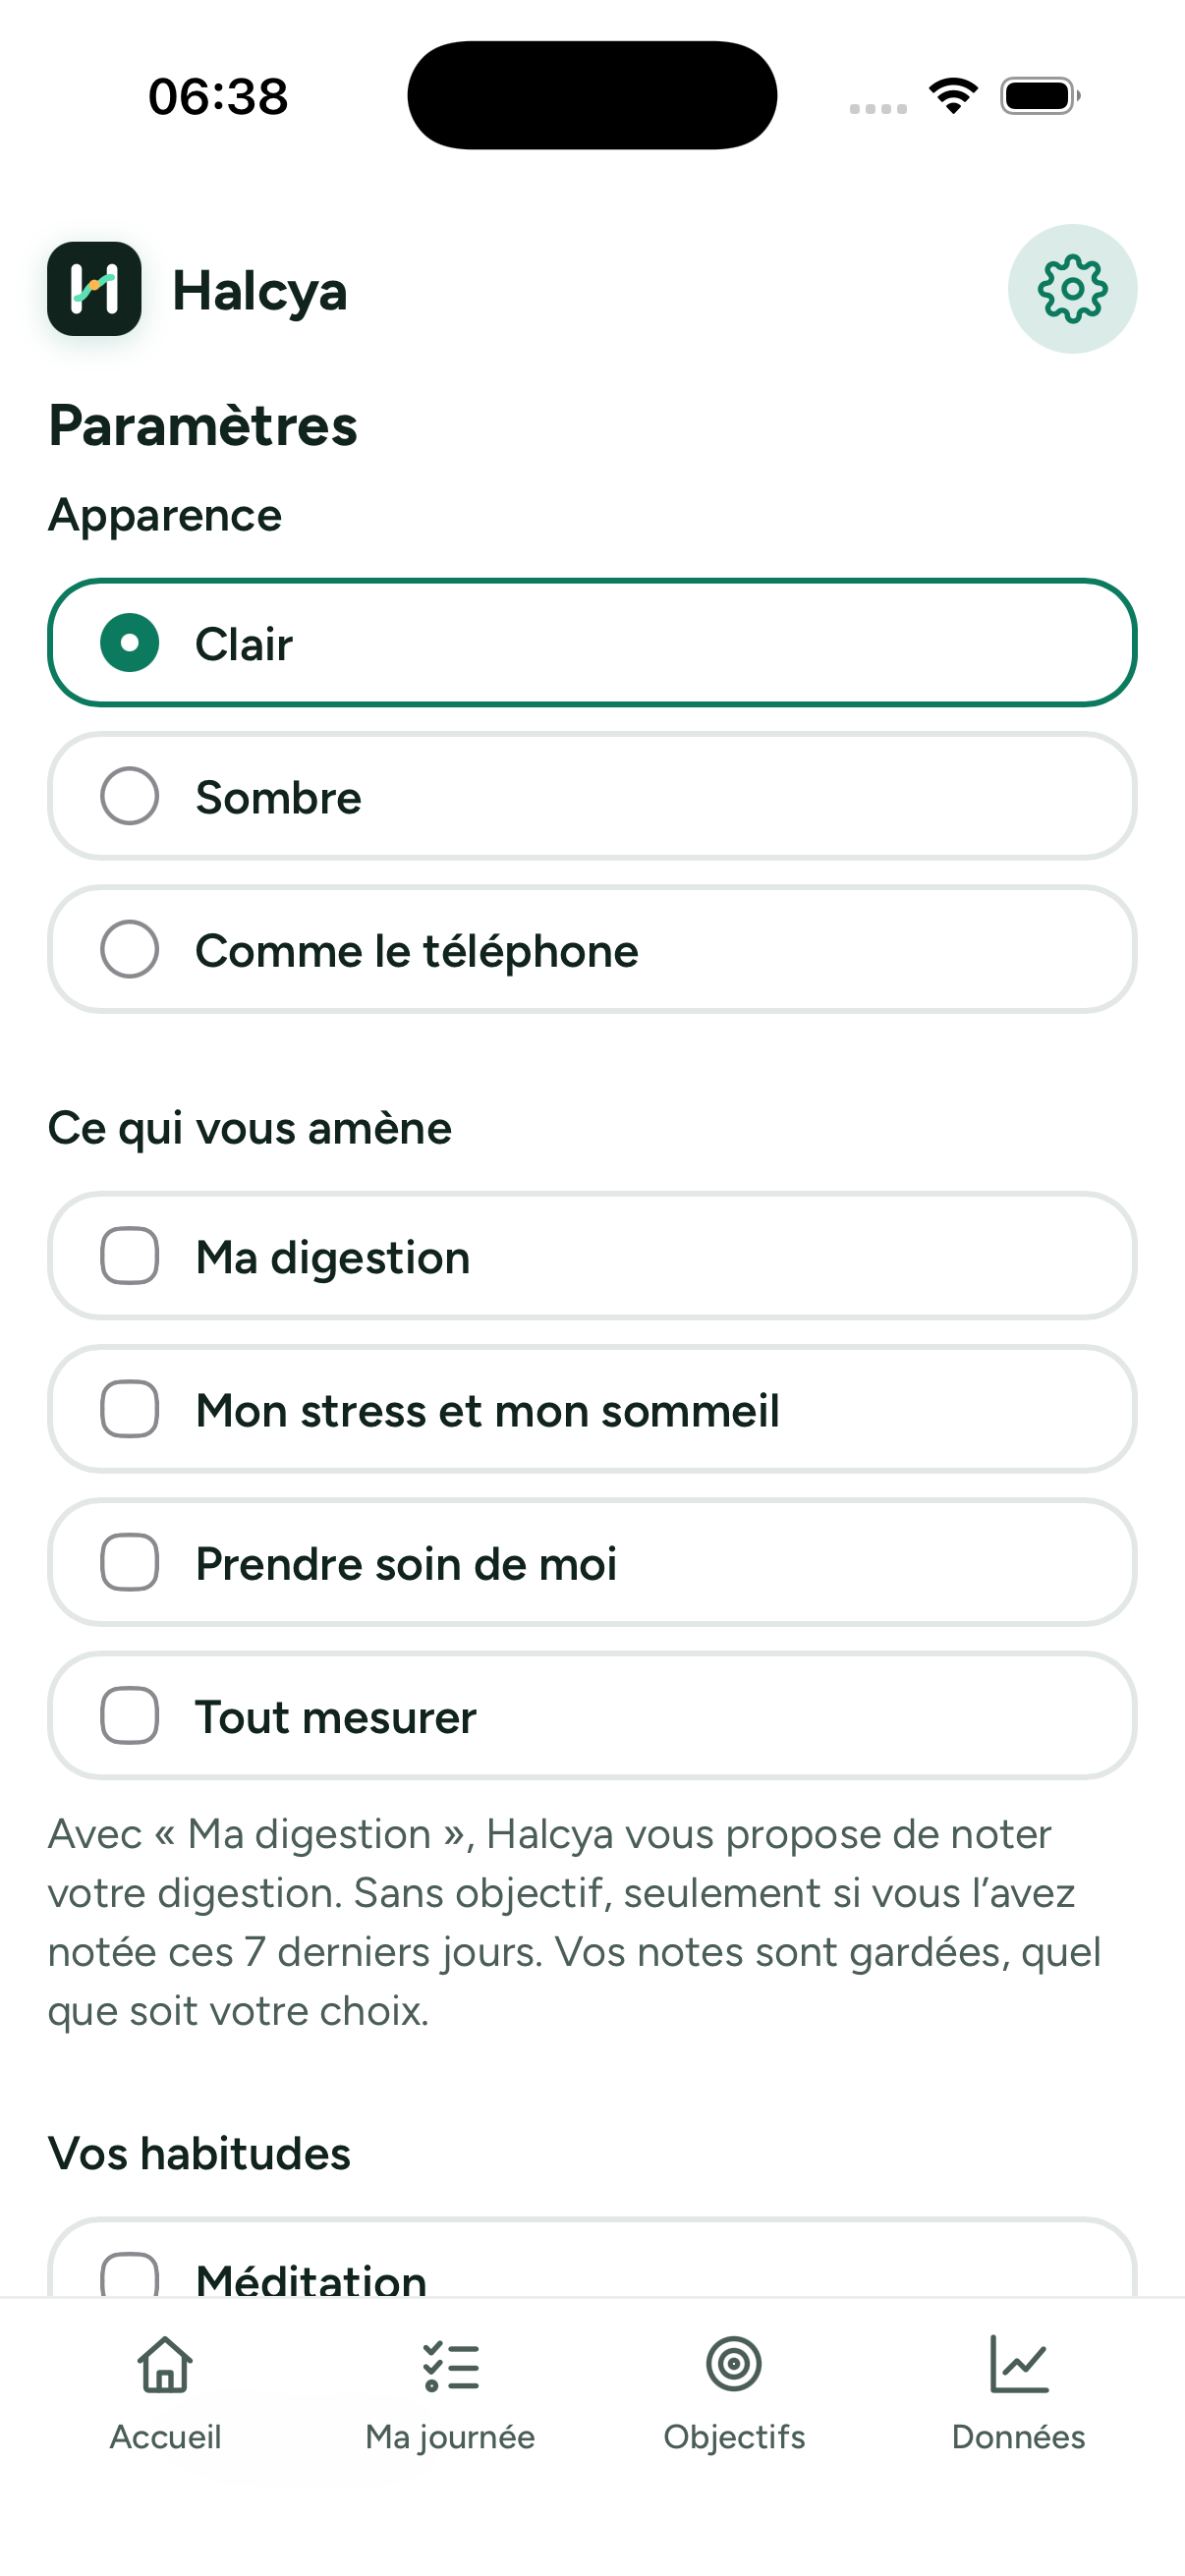 06:38
Halcya
Paramètres
Apparence
Clair
Sombre
Comme le téléphone
Ce qui vous amène
Ma digestion
Mon stress et mon sommeil
Prendre soin de moi
Tout mesurer
Avec « Ma digestion », Halcya vous propose de noter
votre digestion. Sans objectif, seulement si vous l’avez
notée ces 7 derniers jours. Vos notes sont gardées, quel
que soit votre choix.
Vos habitudes
Méditation
Accueil
Ma journée
Objectifs
Données